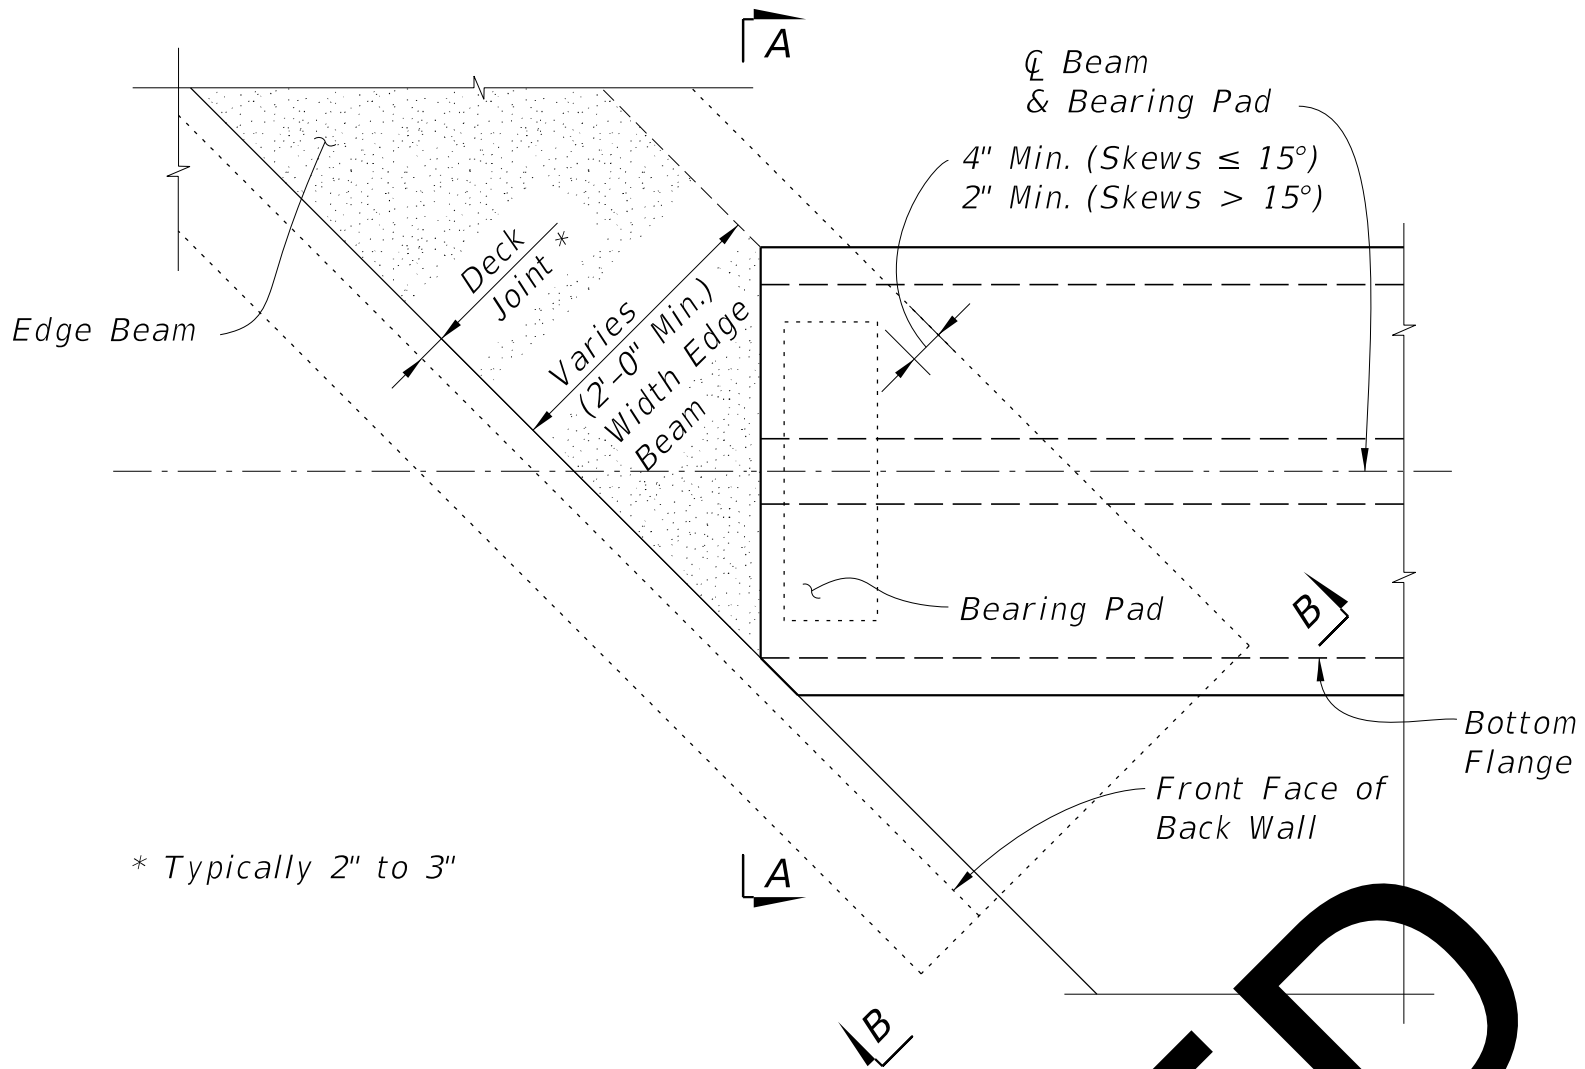 A
℄ Beam
& Bearing Pad
4" Min. (Skews ≤ 15°)
2" Min. (Skews > 15°)
Deck
Joint *
Edge Beam
Varies
(2'-0" Min.)
Width Edge
Beam
B
Bearing Pad
Bottom
Flange
Front Face of
Back Wall
* Typically 2" to 3"
A
B